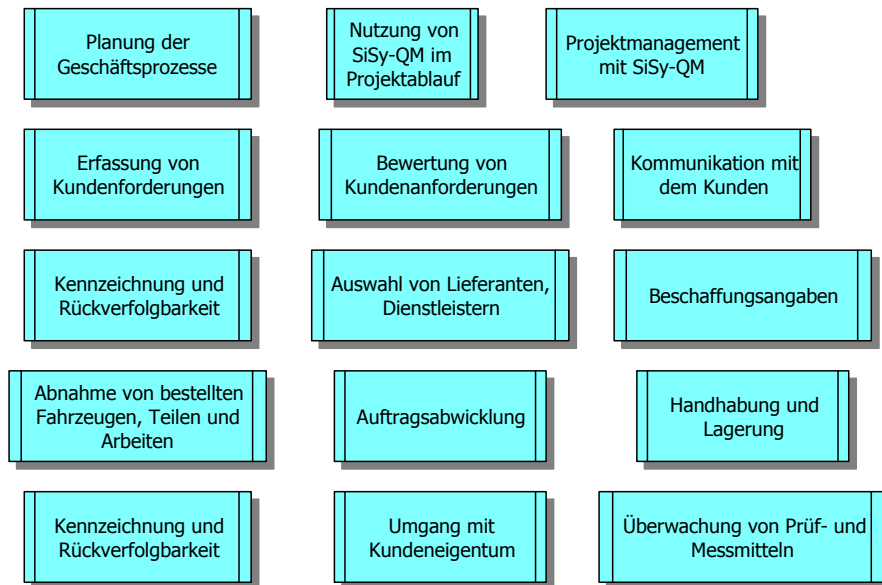 Planung der
Geschäftsprozesse
Nutzung von
SiSy-QM im
Projektablauf
Projektmanagement
mit SiSy-QM
Erfassung von
Kundenforderungen
Bewertung von
Kundenanforderungen
Kommunikation mit
dem Kunden
Kennzeichnung und
Rückverfolgbarkeit
Auswahl von Lieferanten,
Dienstleistern
Beschaffungsangaben
Abnahme von bestellten
Fahrzeugen, Teilen und
Arbeiten
Auftragsabwicklung
Handhabung und
Lagerung
Kennzeichnung und
Rückverfolgbarkeit
Umgang mit
Kundeneigentum
Überwachung von Prüf- und
Messmitteln